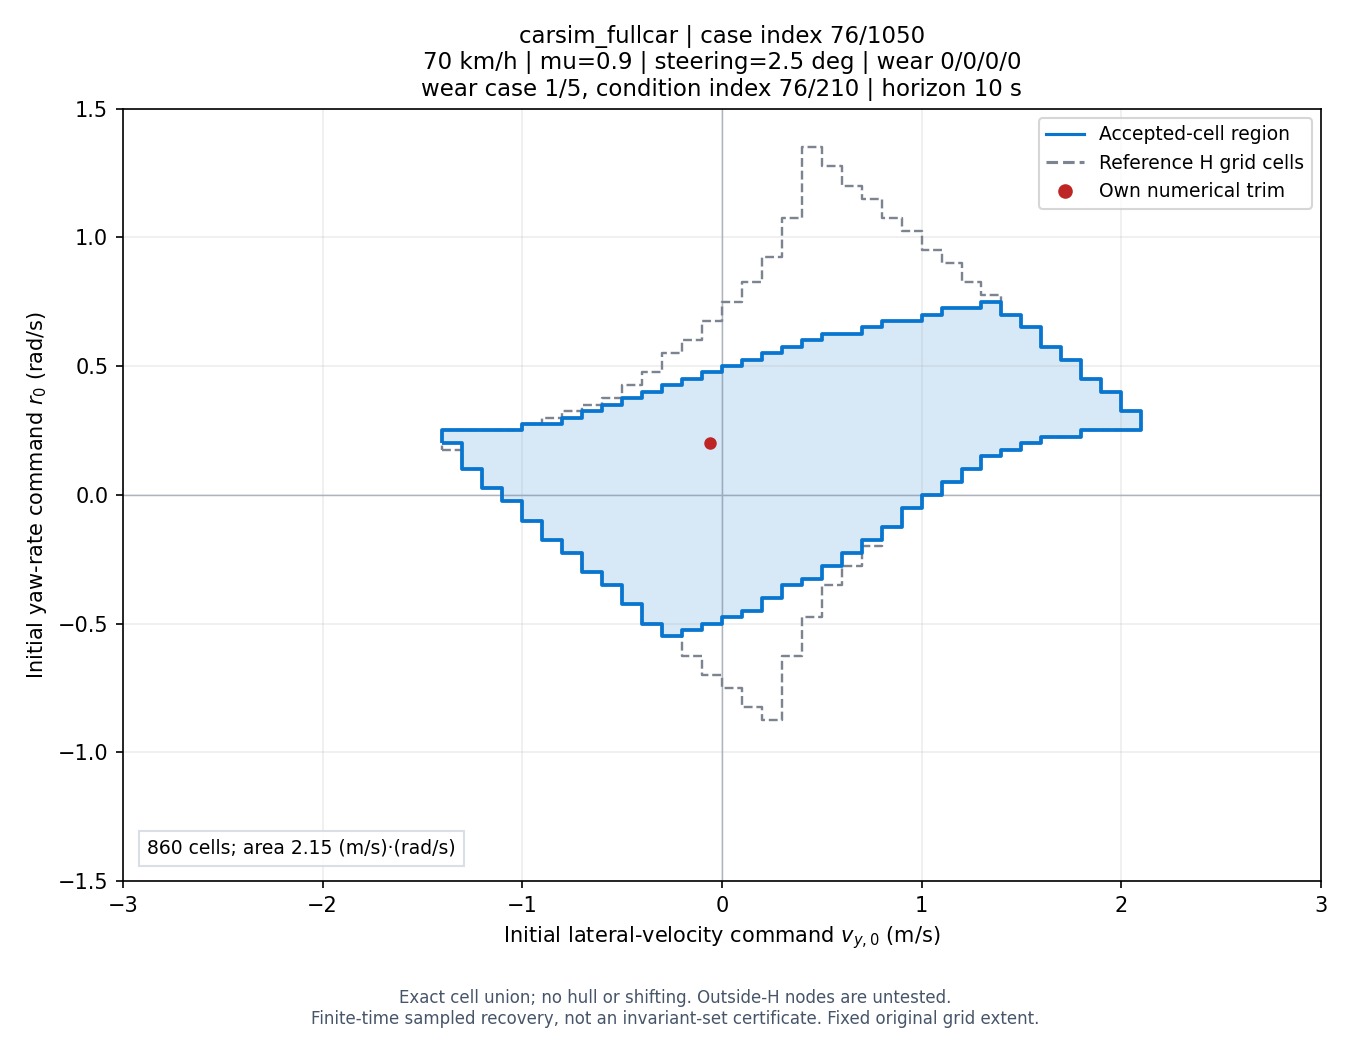 carsim_fullcar | case index 76/1050
70 km/h | mu=0.9 | steering=2.5 deg | wear 0/0/0/0
wear case 1/5, condition index 76/210 | horizon 10 s
Accepted-cell region
Reference H grid cells
Own numerical trim
1.5
1.0
0.5
0.0
−0.5
−1.0
−1.5
Initial yaw-rate command r0 (rad/s)
860 cells; area 2.15 (m/s)·(rad/s)
−3
−2
−1
0
1
2
3
Initial lateral-velocity command vy,0 (m/s)
Exact cell union; no hull or shifting. Outside-H nodes are untested.
Finite-time sampled recovery, not an invariant-set certificate. Fixed original grid extent.